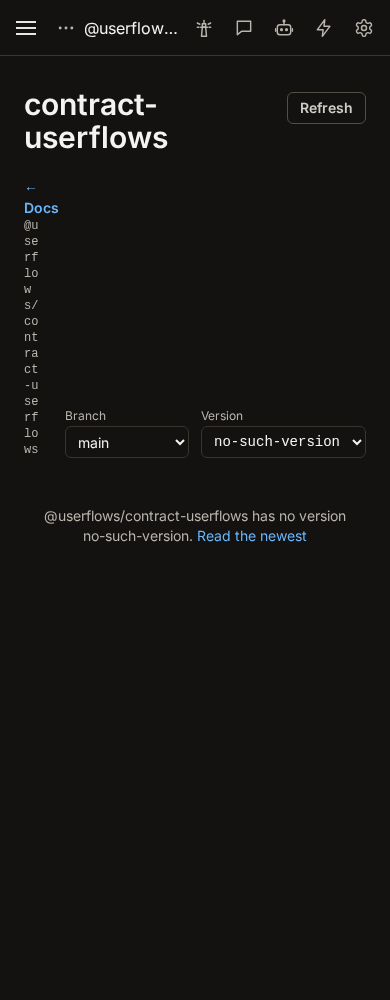 @userflow...
contract-
userflows
Refresh
←
Docs
@u
se
rf
lo
w
s/
co
nt
ra
ct
-u
se
rf
lo
ws
Branch
Version
main
no-such-version
@userflows/contract-userflows has no version
no-such-version. Read the newest